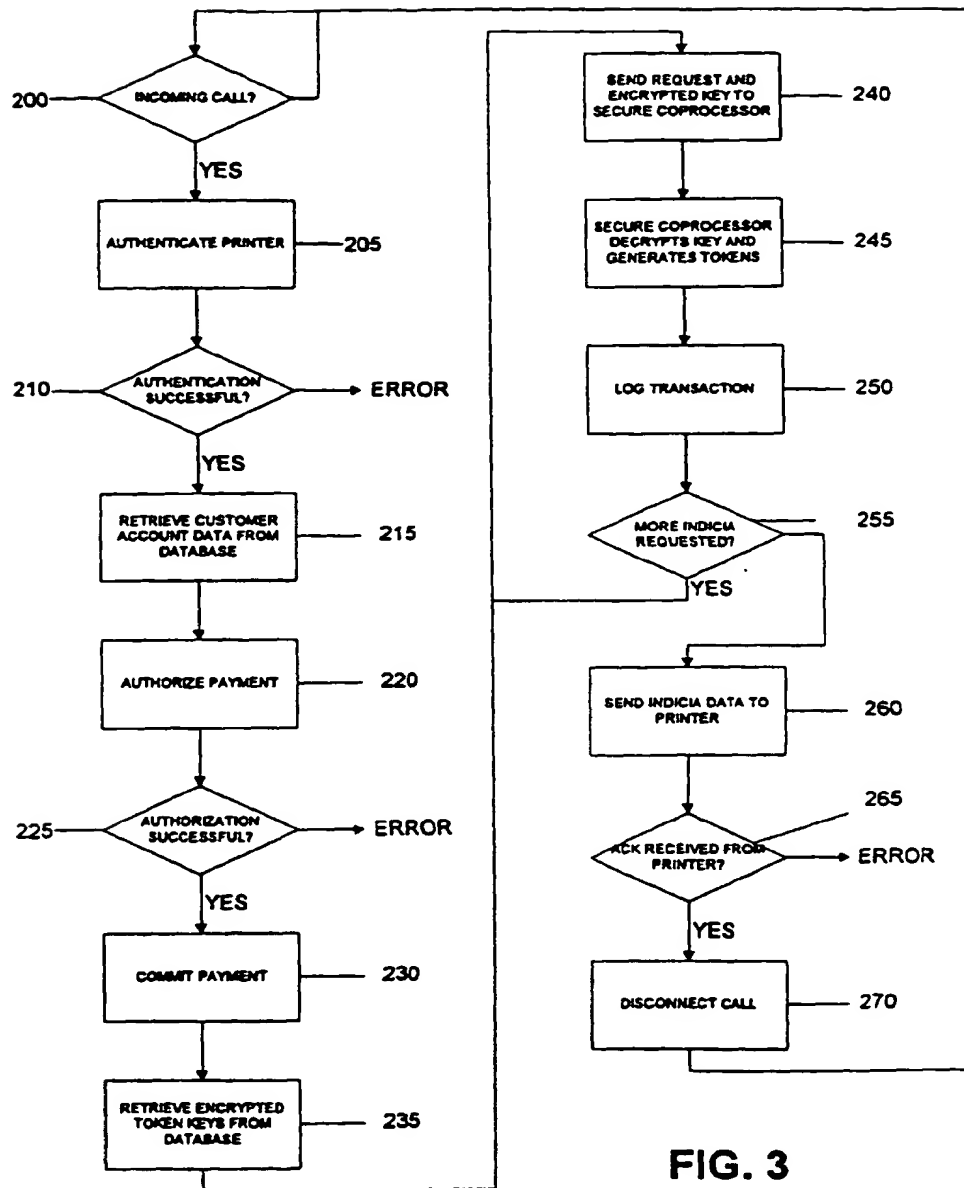 INCOMING CALL?
200
YES
AUTHENTICATE PRINTER
205
210
AUTHENTICATION
SUCCESSFUL?
ERROR
YES
RETRIEVE CUSTOMER
ACCOUNT DATA FROM
DATABASE
215
AUTHORIZE PAYMENT
220
225
AUTHORIZATION
SUCCESSFUL?
ERROR
YES
COMMIT PAYMENT
230
RETRIEVE ENCRYPTED
TOKEN KEYS FROM
DATABASE
235
SEND REQUEST AND
ENCRYPTED KEY TO
SECURE COPROCESSOR
240
SECURE COPROCESSOR
DECRYPTS KEY AND
GENERATES TOKENS
245
LOG TRANSACTION
250
MORE INDICIA
REQUESTED?
255
YES
SEND INDICIA DATA TO
PRINTER
260
265
ACK RECEIVED FROM
PRINTER?
ERROR
YES
DISCONNECT CALL
270
FIG. 3